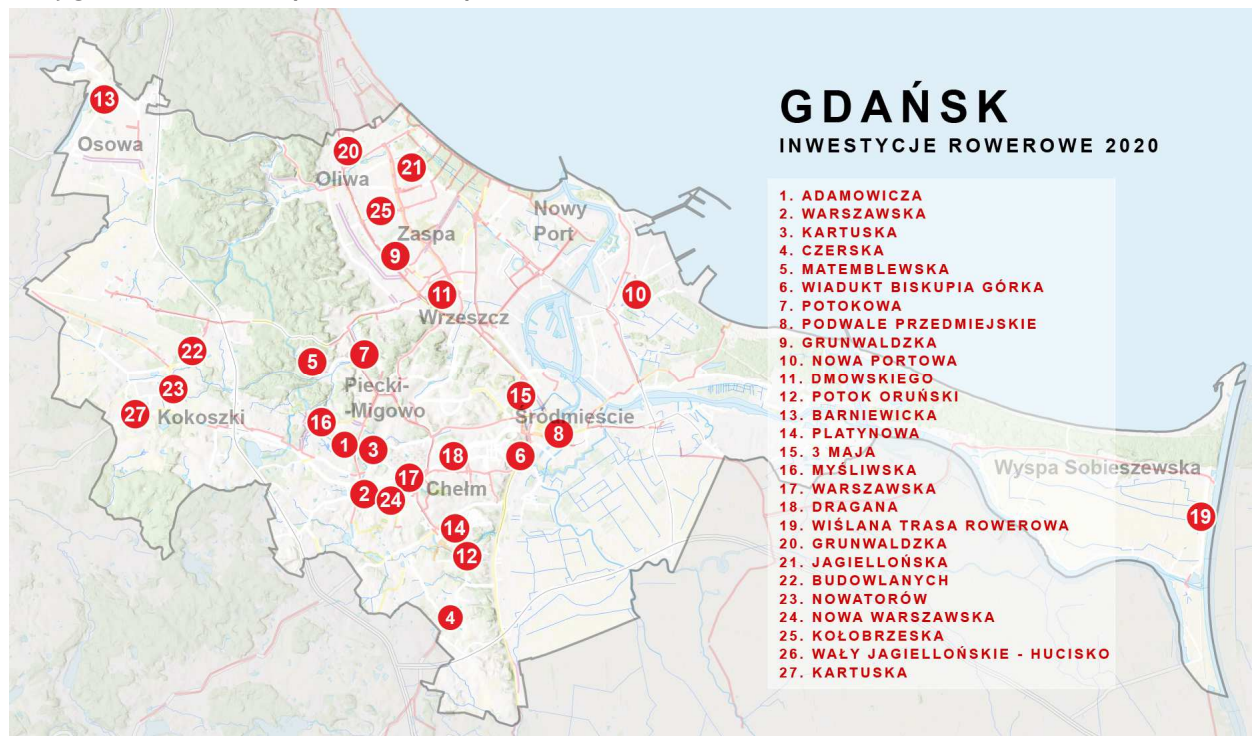 GDAŃSK
INWESTYCJE ROWEROWE 2020
1. ADAMOWICZA
2. WARSZAWSKA
3. KARTUSKA
4. CZERSKA
5. MATEMBLEWSKA
6. WIADUKT BISKUPIA GÓRKA
7. POTOKOWA
8. PODWALE PRZEDMIEJSKIE
9. GRUNWALDZKA
10. NOWA PORTOWA
11. DMOWSKIEGO
12. POTOK ORUŃSKI
13. BARNIEWICKA
14. PLATYNOWA
15. 3 MAJA
16. MYŚLIWSKA
17. WARSZAWSKA
18. DRAGANA
19. WIŚLANA TRASA ROWEROWA
20. GRUNWALDZKA
21. JAGIELLOŃSKA
22. BUDOWLANYCH
23. NOWATORÓW
24. NOWA WARSZAWSKA
25. KOŁOBRZESKA
26. WAŁY JAGIELLOŃSKIE - HUCISKO
27. KARTUSKA
13
Osowa
20
21
Oliwa
25
Nowy
Port
Zaspa
9
11
10
Wrzeszcz
22
5
7
23
Piecki-
-Migowo
27
Kokoszki
15
16
Śródmieście
8
1
3
18
6
Wyspa Sobieszewska
17
Chełm
2
24
19
14
12
4